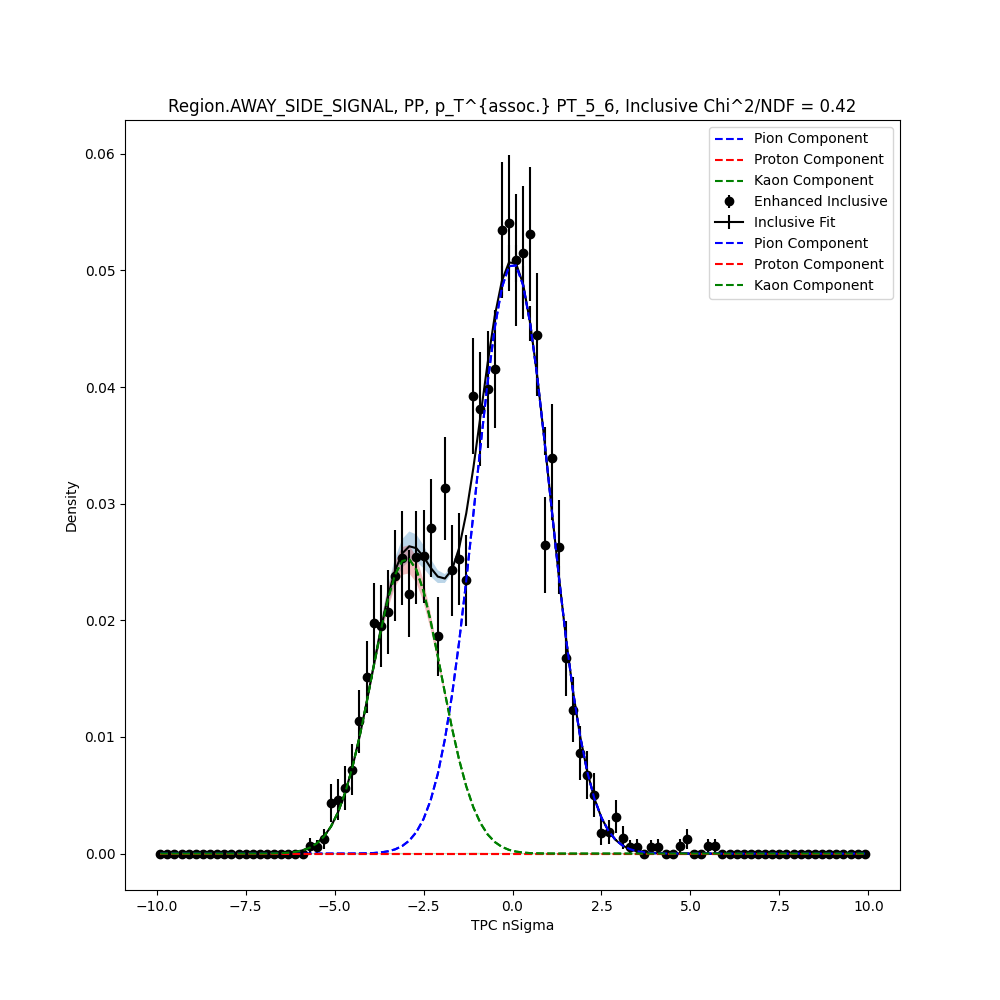 Region.AWAY_SIDE_SIGNAL, PP, p_T^{assoc.} PT_5_6, Inclusive Chi^2/NDF = 0.42
Pion Component
Proton Component
Kaon Component
Enhanced Inclusive
Inclusive Fit
Pion Component
Proton Component
Kaon Component
0.06
0.05
0.04
0.03
0.02
0.01
0.00
Density
−10.0 −7.5 −5.0 −2.5 0.0 2.5 5.0 7.5 10.0
TPC nSigma